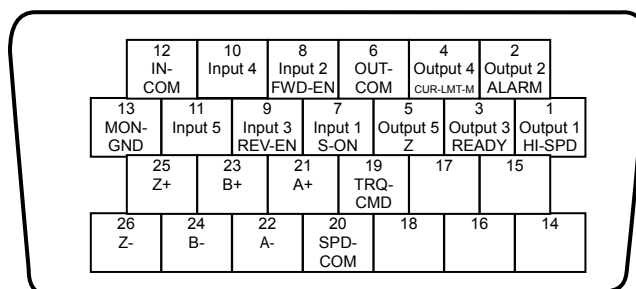 12 10 8 6 4 2
IN- Input 4 Input 2 OUT- Output 4 Output 2
COM FWD-EN COM CUR-LMT-M ALARM
13 11 9 7 5 3 1
MON- Input 5 Input 3 Input 1 Output 5 Output 3 Output 1
GND REV-EN S-ON Z READY HI-SPD
25 23 21 19 17 15
Z+ B+ A+ TRQ-
CMD
26 24 22 20 18 16 14
Z- B- A- SPD-
COM